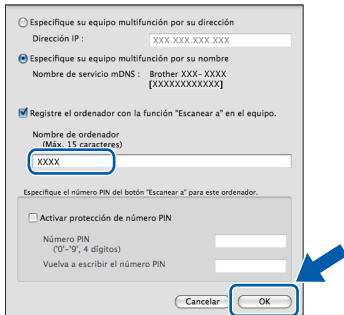 Especifique su equipo multifunción por su dirección
Dirección IP :
XXX.XXX.XXX.XXX
Especifique su equipo multifunción por su nombre
Nombre de servicio mDNS : Brother XXX- XXXX
[XXXXXXXXXXXX]
Registre el ordenador con la función "Escanear a" en el equipo.
Nombre de ordenador
(Máx. 15 caracteres)
XXXX
Especifique el número PIN del botón "Escanear a" para este ordenador.
Activar protección de número PIN
Número PIN
('0'-'9', 4 dígitos)
Vuelva a escribir el número PIN
Cancelar OK